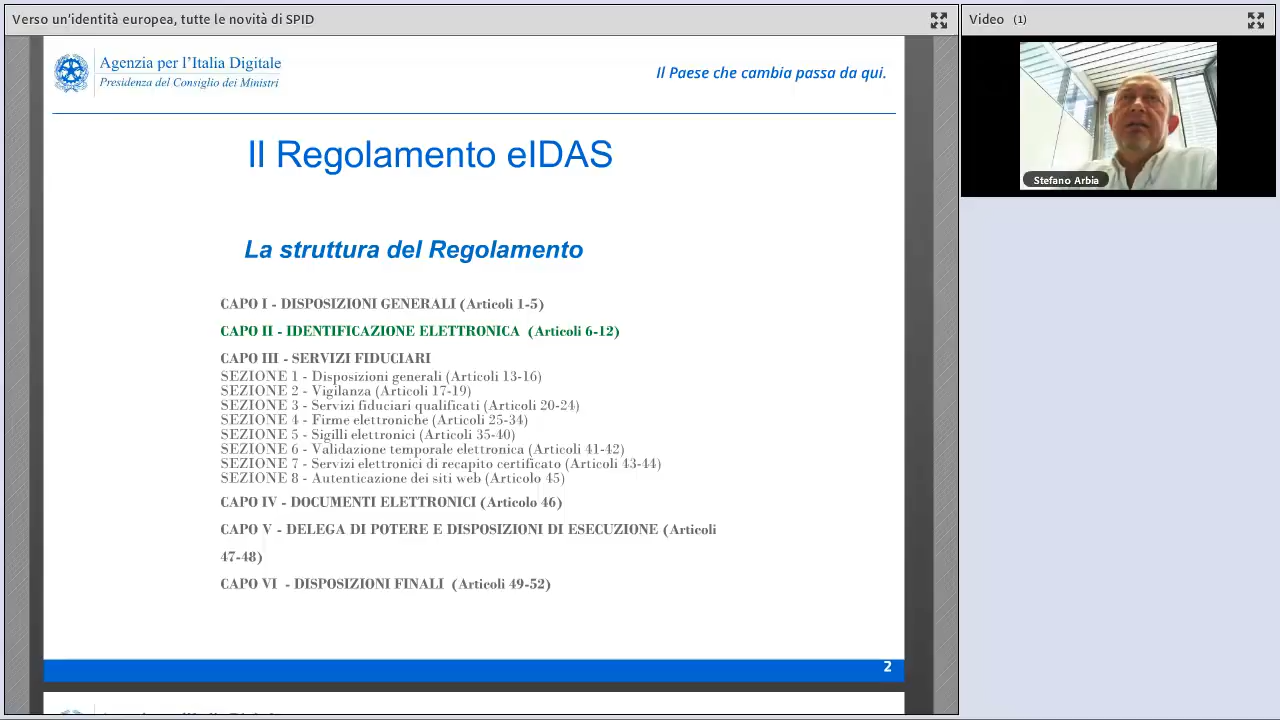 Verso un’identità europea, tutte le novità di SPID
Video (1)
Agenzia per l’Italia Digitale
Presidenza del Consiglio dei Ministri
Il Paese che cambia passa da qui.
Stefano Arbia
Il Regolamento eIDAS
La struttura del Regolamento
CAPO I - DISPOSIZIONI GENERALI (Articoli 1-5)
CAPO II - IDENTIFICAZIONE ELETTRONICA (Articoli 6-12)
CAPO III - SERVIZI FIDUCIARI
SEZIONE 1 - Disposizioni generali (Articoli 13-16)
SEZIONE 2 - Vigilanza (Articoli 17-19)
SEZIONE 3 - Servizi fiduciari qualificati (Articoli 20-24)
SEZIONE 4 - Firme elettroniche (Articoli 25-34)
SEZIONE 5 - Sigilli elettronici (Articoli 35-40)
SEZIONE 6 - Validazione temporale elettronica (Articoli 41-42)
SEZIONE 7 - Servizi elettronici di recapito certificato (Articoli 43-44)
SEZIONE 8 - Autenticazione dei siti web (Articolo 45)
CAPO IV - DOCUMENTI ELETTRONICI (Articolo 46)
CAPO V - DELEGA DI POTERE E DISPOSIZIONI DI ESECUZIONE (Articoli
47-48)
CAPO VI - DISPOSIZIONI FINALI (Articoli 49-52)
2